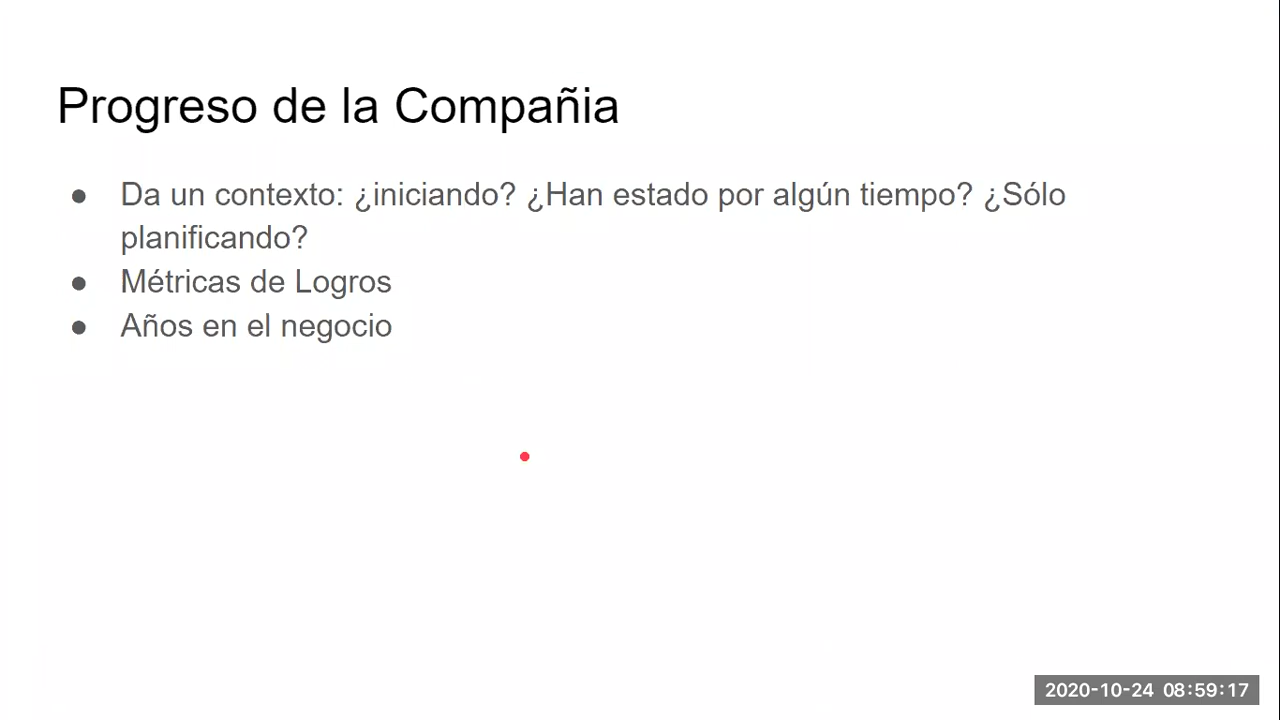 Progreso de la Compañia
● Da un contexto: ¿iniciando? ¿Han estado por algún tiempo? ¿Sólo
planificando?
● Métricas de Logros
● Años en el negocio
2020-10-24 08:59:17